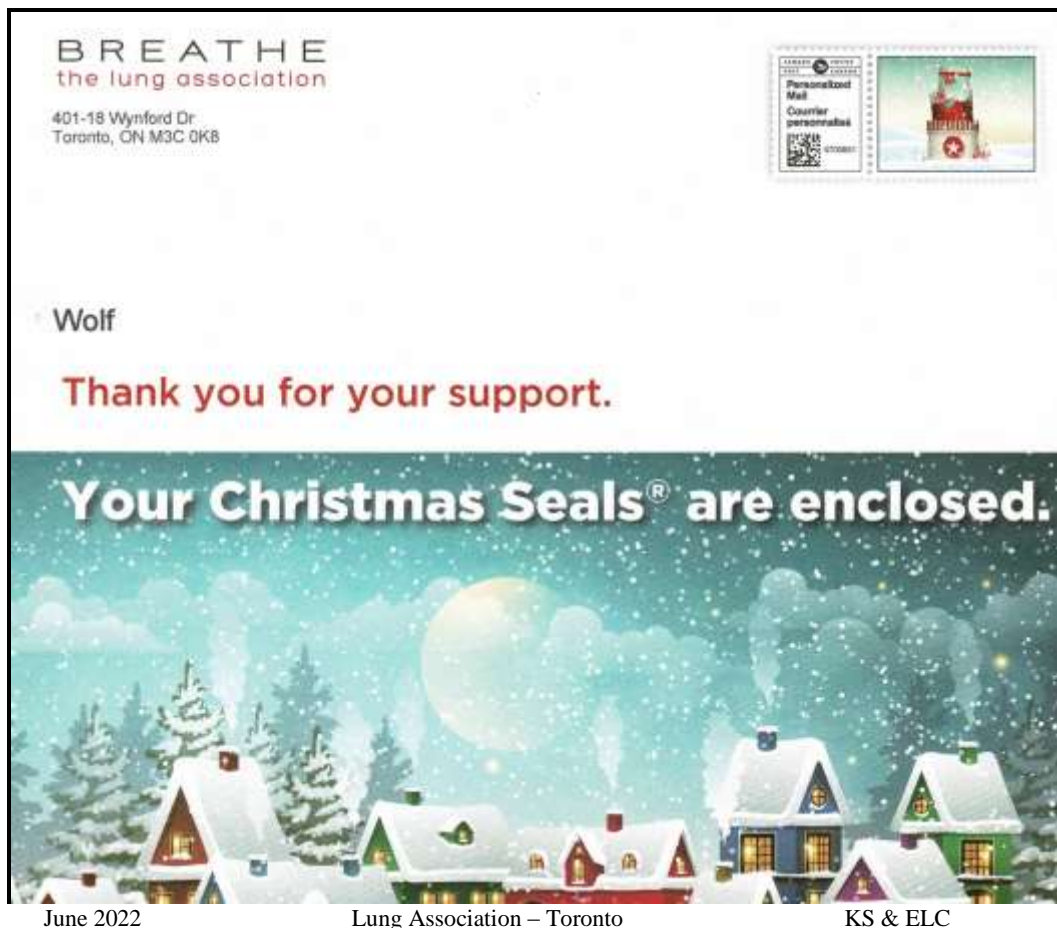 BREATHE
the lung association
401-18 Wynford Dr
Toronto, ON M3C 0K8
Personalized
Mail
Courrier
personnalisé
Wolf
Thank you for your support.
Your Christmas Seals® are enclosed.
June 2022 Lung Association – Toronto KS & ELC